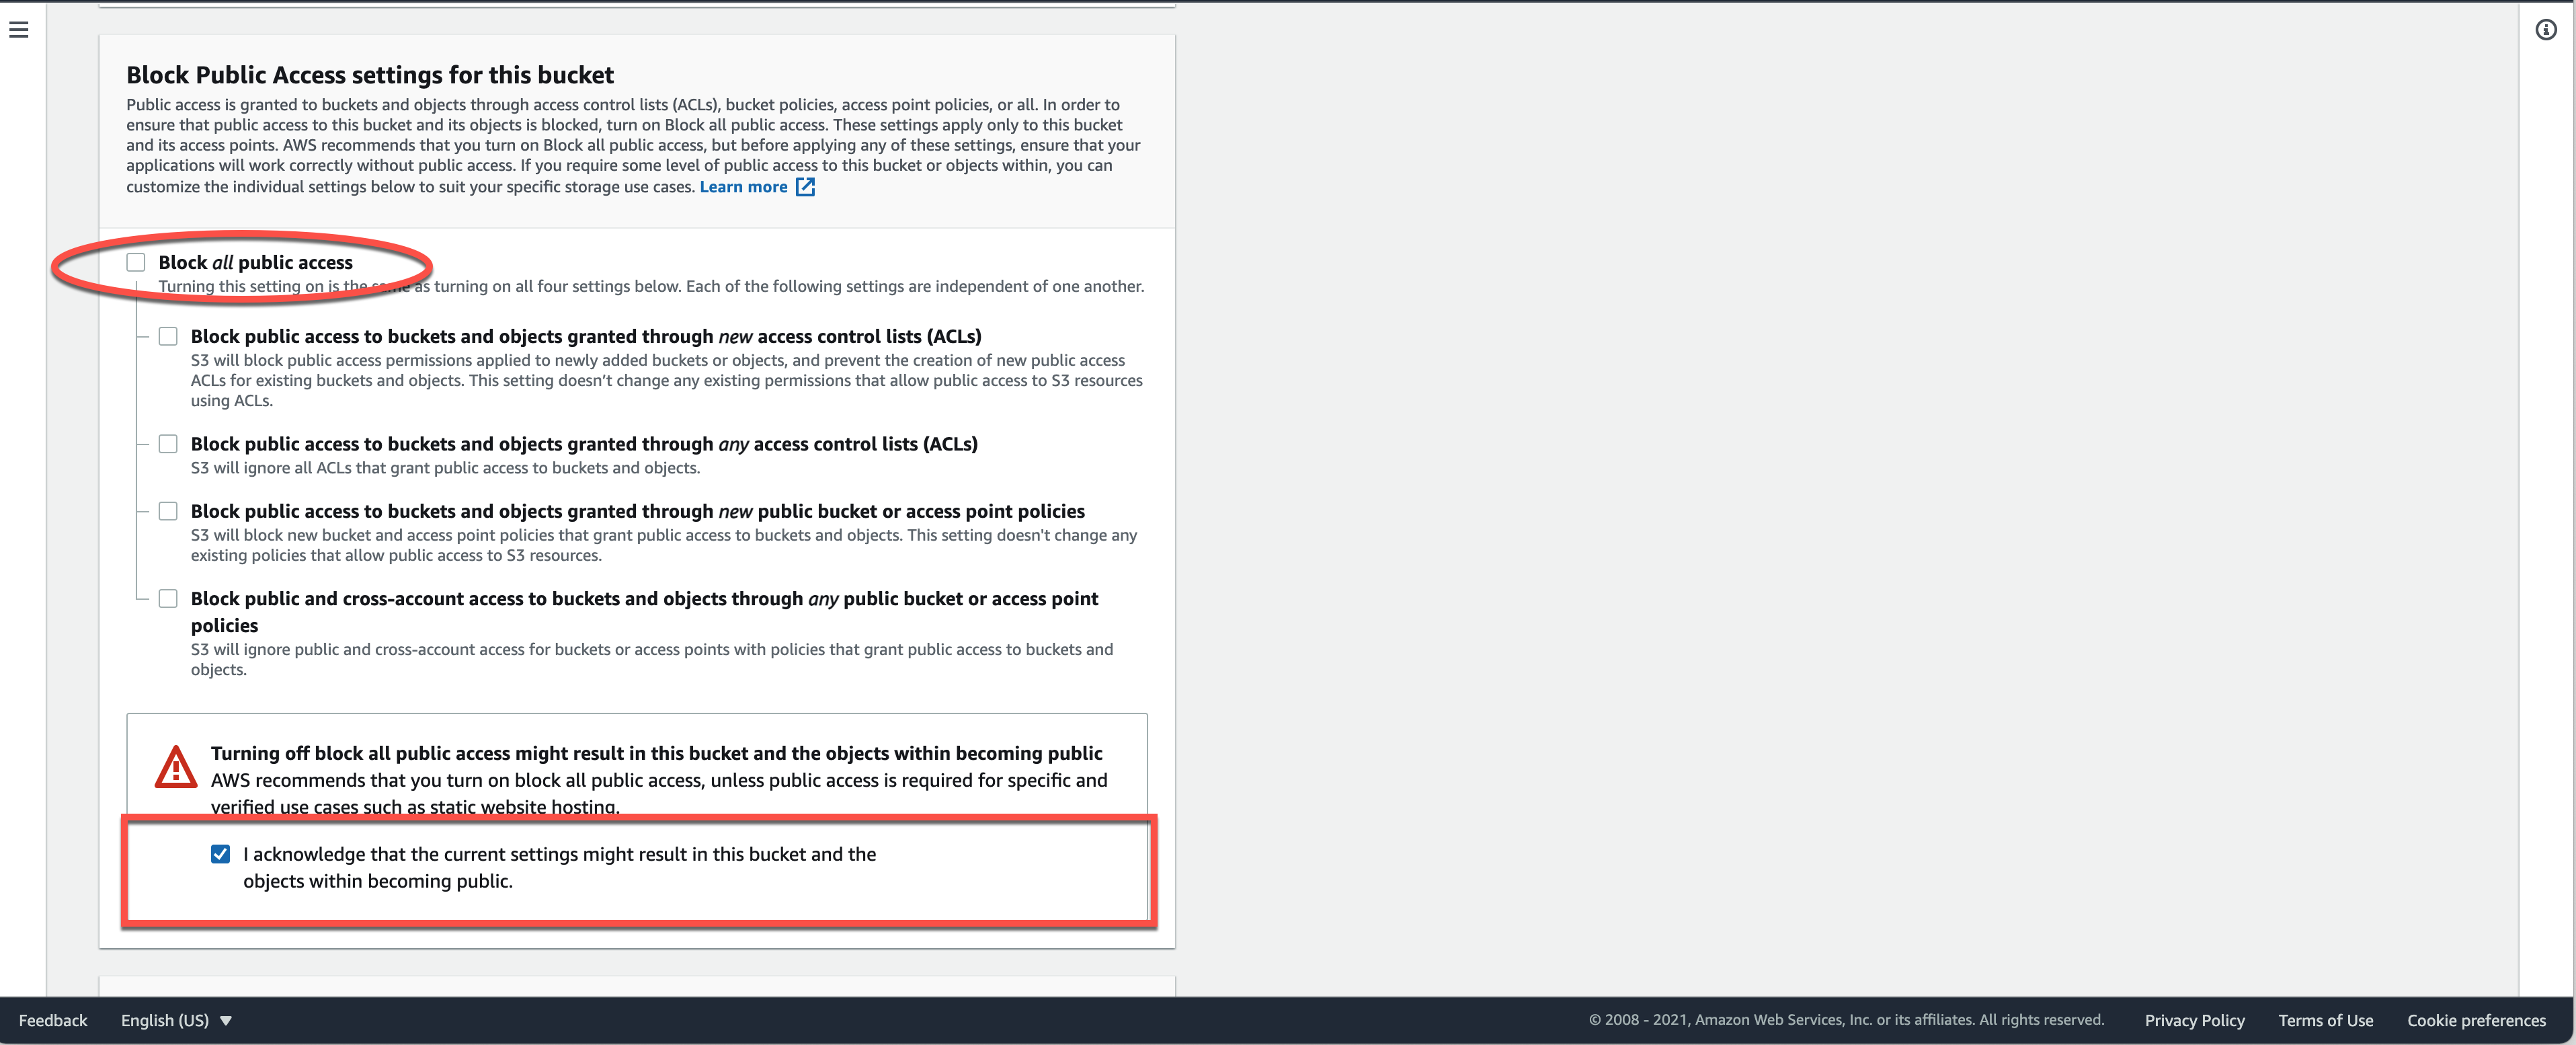 Block Public Access settings for this bucket
Public access is granted to buckets and objects through access control lists (ACLs), bucket policies, access point policies, or all. In order to
ensure that public access to this bucket and its objects is blocked, turn on Block all public access. These settings apply only to this bucket
and its access points. AWS recommends that you turn on Block all public access, but before applying any of these settings, ensure that your
applications will work correctly without public access. If you require some level of public access to this bucket or objects within, you can
customize the individual settings below to suit your specific storage use cases. Learn more
Block all public access
Turning this setting on is the same as turning on all four settings below. Each of the following settings are independent of one another.
Block public access to buckets and objects granted through new access control lists (ACLs)
S3 will block public access permissions applied to newly added buckets or objects, and prevent the creation of new public access
ACLs for existing buckets and objects. This setting doesn’t change any existing permissions that allow public access to S3 resources
using ACLs.
Block public access to buckets and objects granted through any access control lists (ACLs)
S3 will ignore all ACLs that grant public access to buckets and objects.
Block public access to buckets and objects granted through new public bucket or access point policies
S3 will block new bucket and access point policies that grant public access to buckets and objects. This setting doesn't change any
existing policies that allow public access to S3 resources.
Block public and cross-account access to buckets and objects through any public bucket or access point
policies
S3 will ignore public and cross-account access for buckets or access points with policies that grant public access to buckets and
objects.
Turning off block all public access might result in this bucket and the objects within becoming public
AWS recommends that you turn on block all public access, unless public access is required for specific and
verified use cases such as static website hosting.
I acknowledge that the current settings might result in this bucket and the
objects within becoming public.
Feedback English (US) © 2008 - 2021, Amazon Web Services, Inc. or its affiliates. All rights reserved. Privacy Policy Terms of Use Cookie preferences